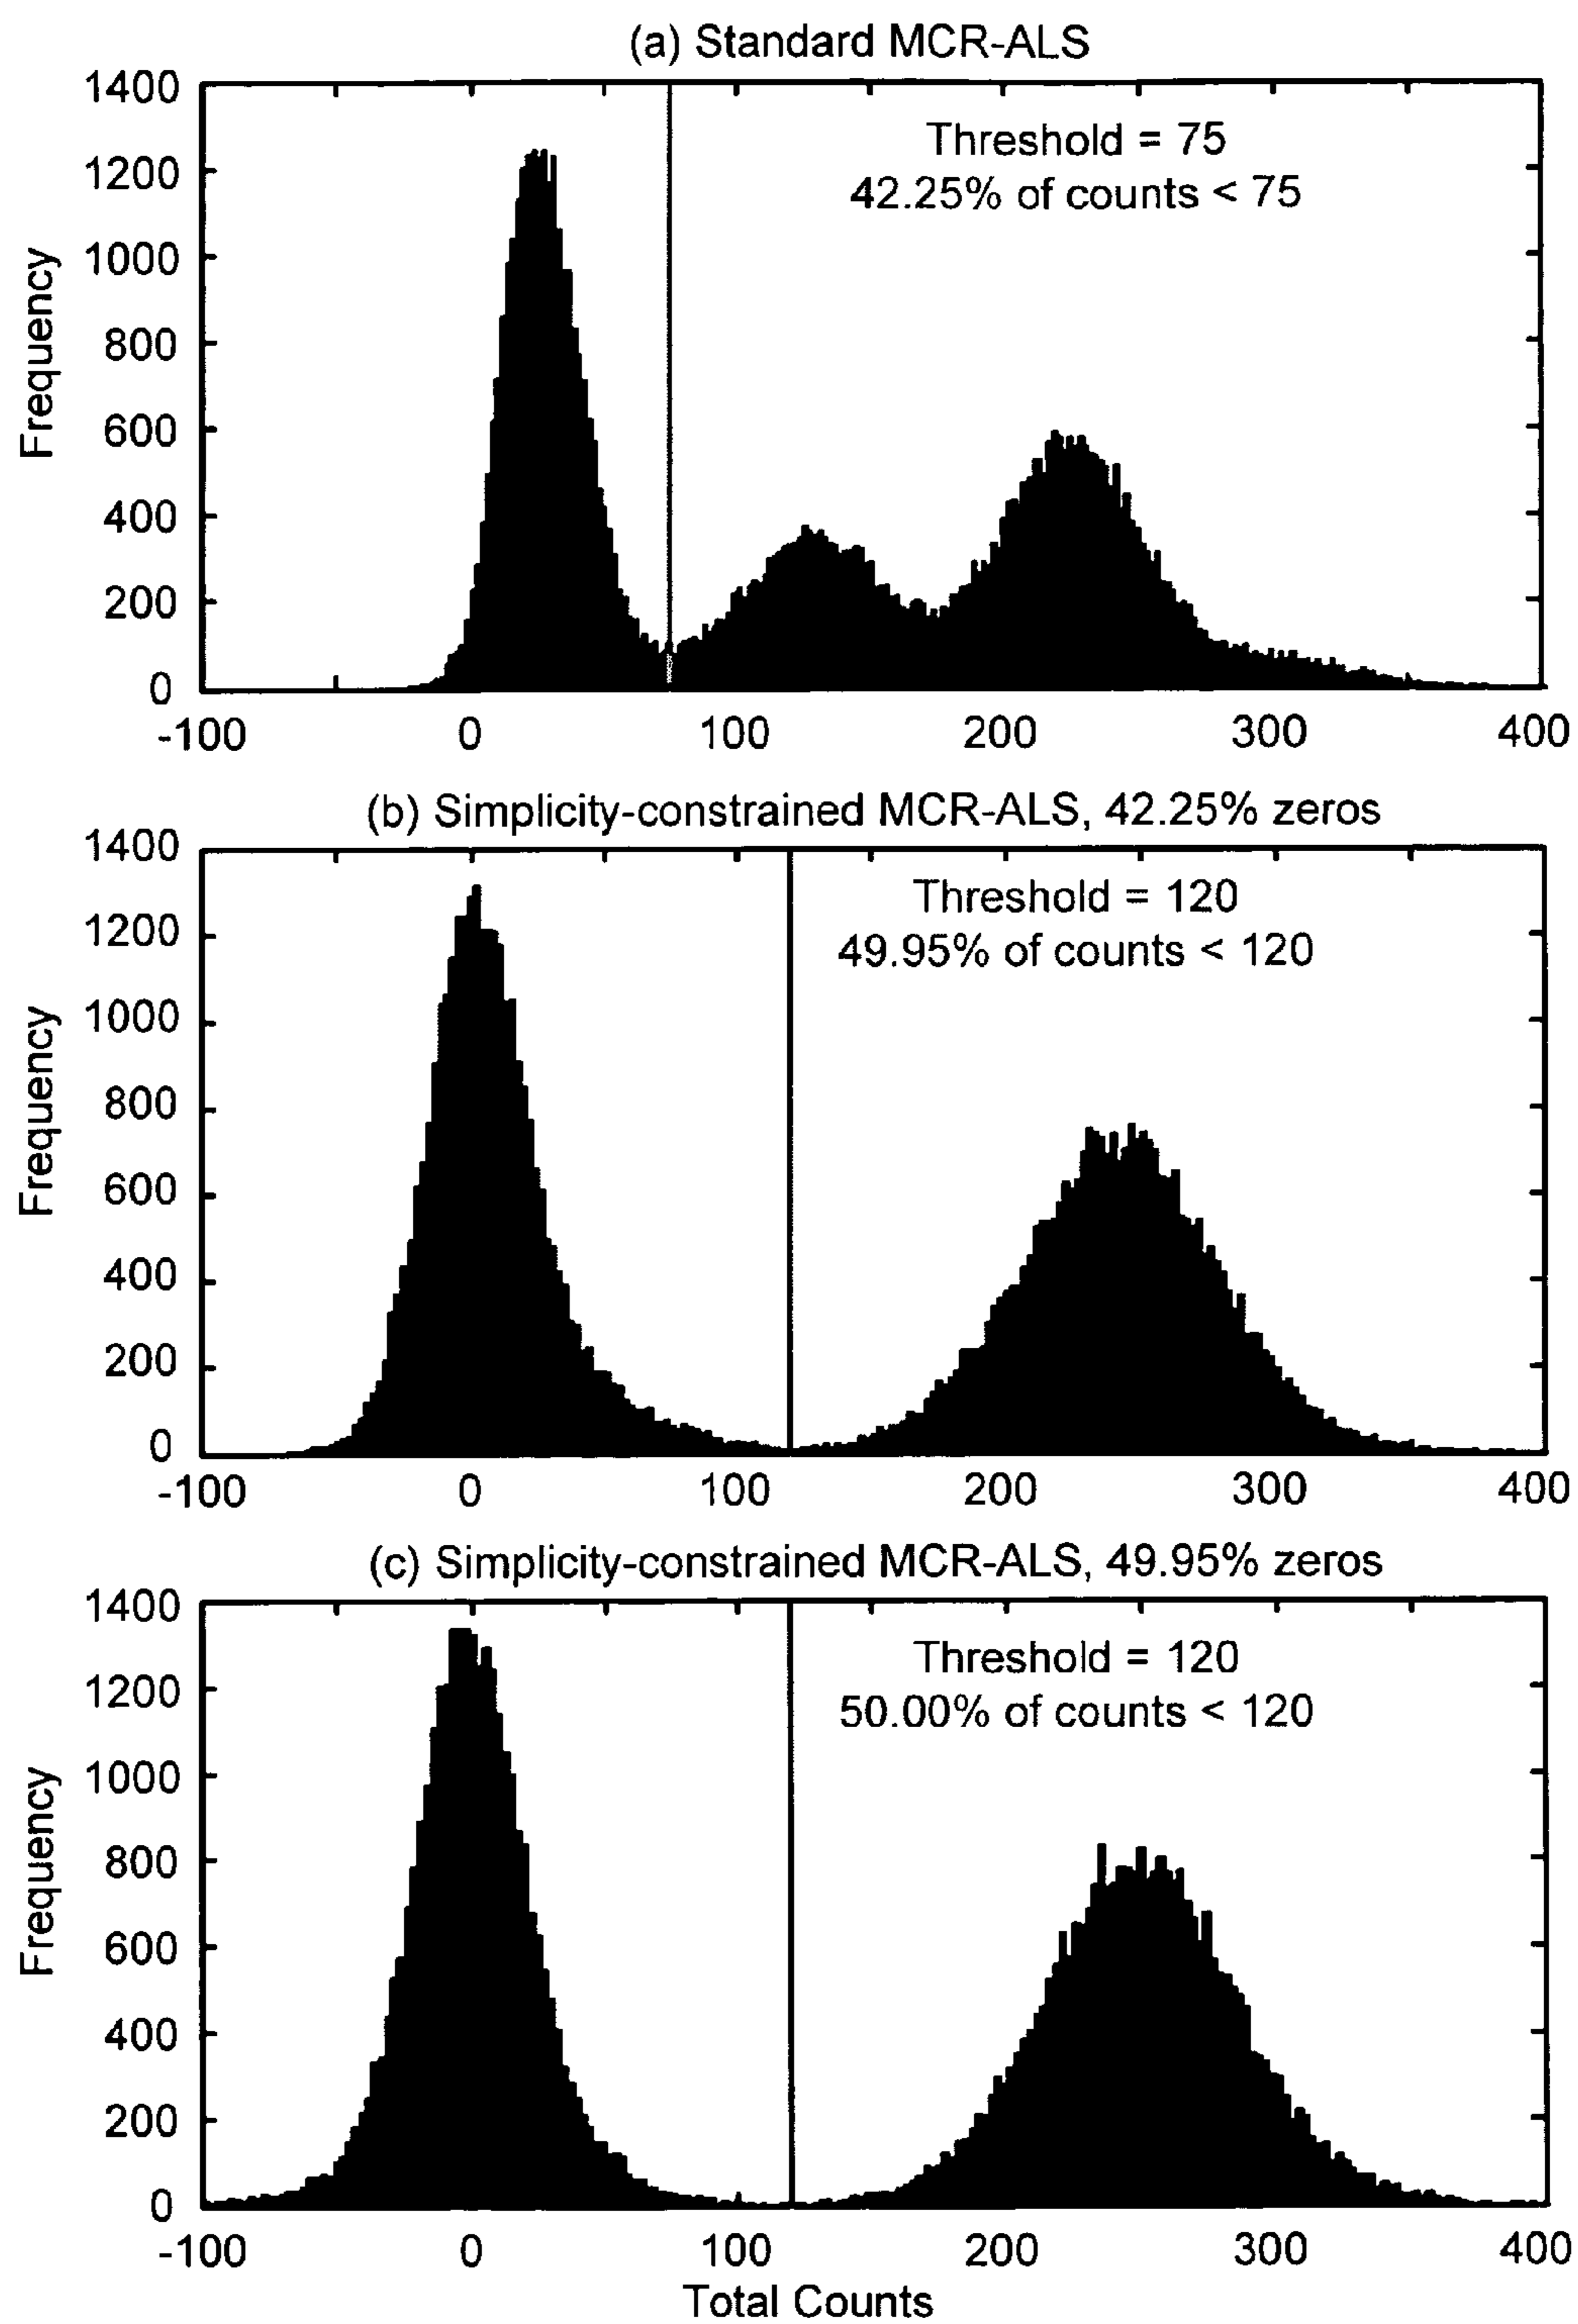 (a) Standard MCR-ALS
1400
1200
1000
800
600
400
200
0
Frequency
Threshold = 75
42.25% of counts < 75
-100 0 100 200 300 400
(b) Simplicity-constrained MCR-ALS, 42.25% zeros
1400
1200
1000
800
600
400
200
0
Frequency
Threshold = 120
49.95% of counts < 120
-100 0 100 200 300 400
(c) Simplicity-constrained MCR-ALS, 49.95% zeros
1400
1200
1000
800
600
400
200
0
Frequency
Threshold = 120
50.00% of counts < 120
-100 0 100 200 300 400
Total Counts